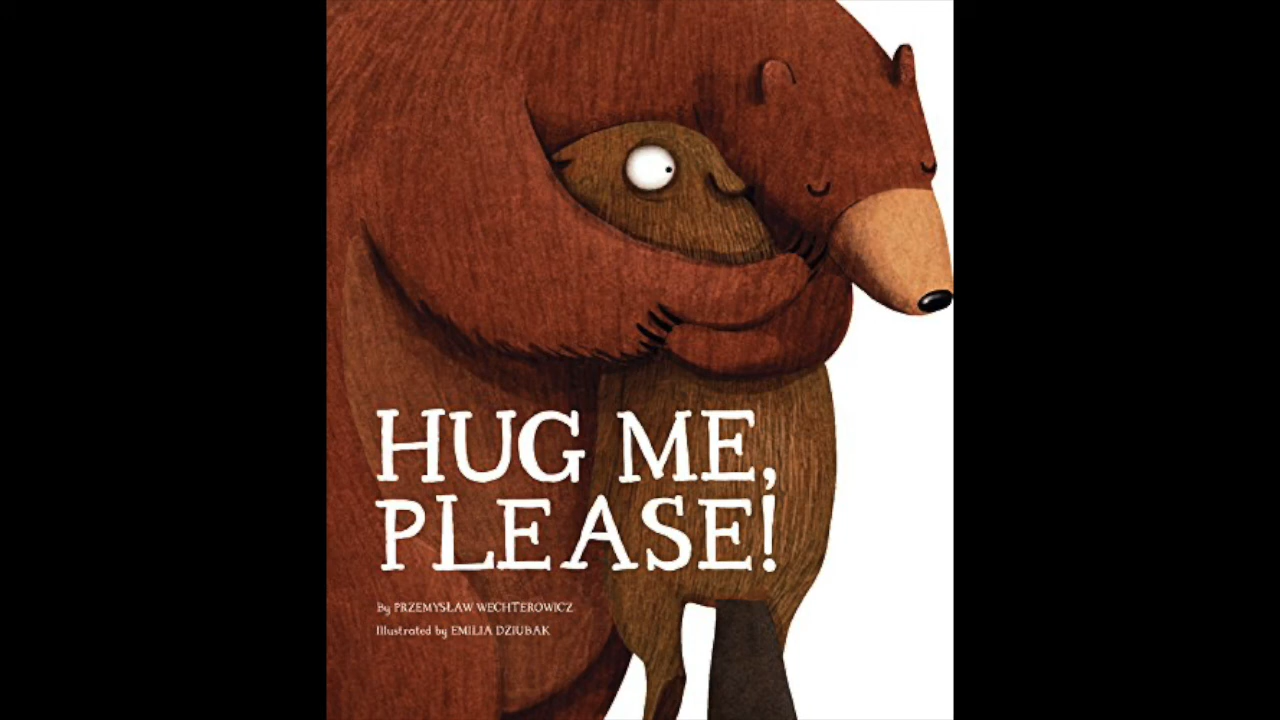 HUG ME,
PLEASE!
By PRZEMYSŁAW WECHTEROWICZ
Illustrated by EMILIA DZIUBAK